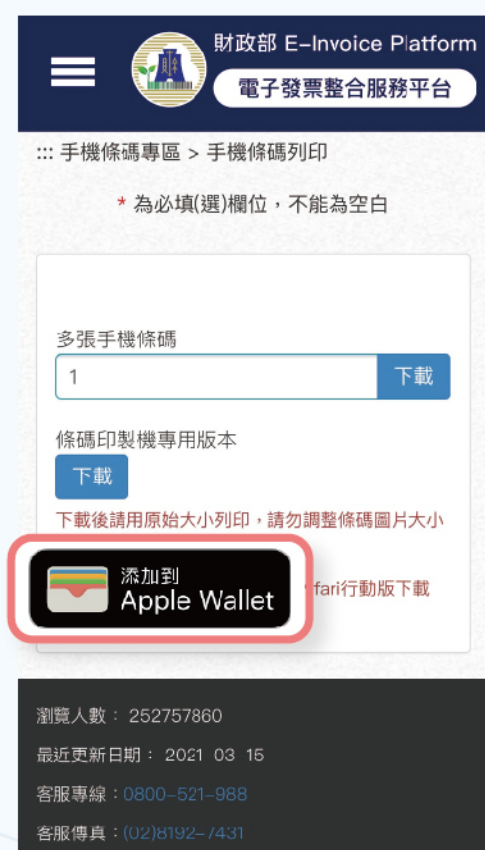 財政部 E-Invoice Platform
電子發票整合服務平台
::: 手機條碼專區 > 手機條碼列印
* 為必填(選)欄位，不能為空白
多張手機條碼
1 下載
條碼印製機專用版本
下載
下載後請用原始大小列印，請勿調整條碼圖片大小
添加到
Apple Wallet
fari行動版下載
瀏覽人數： 252757860
最近更新日期： 2021 03 15
客服專線：0800-521-988
客服傳真：(02)8192-7431